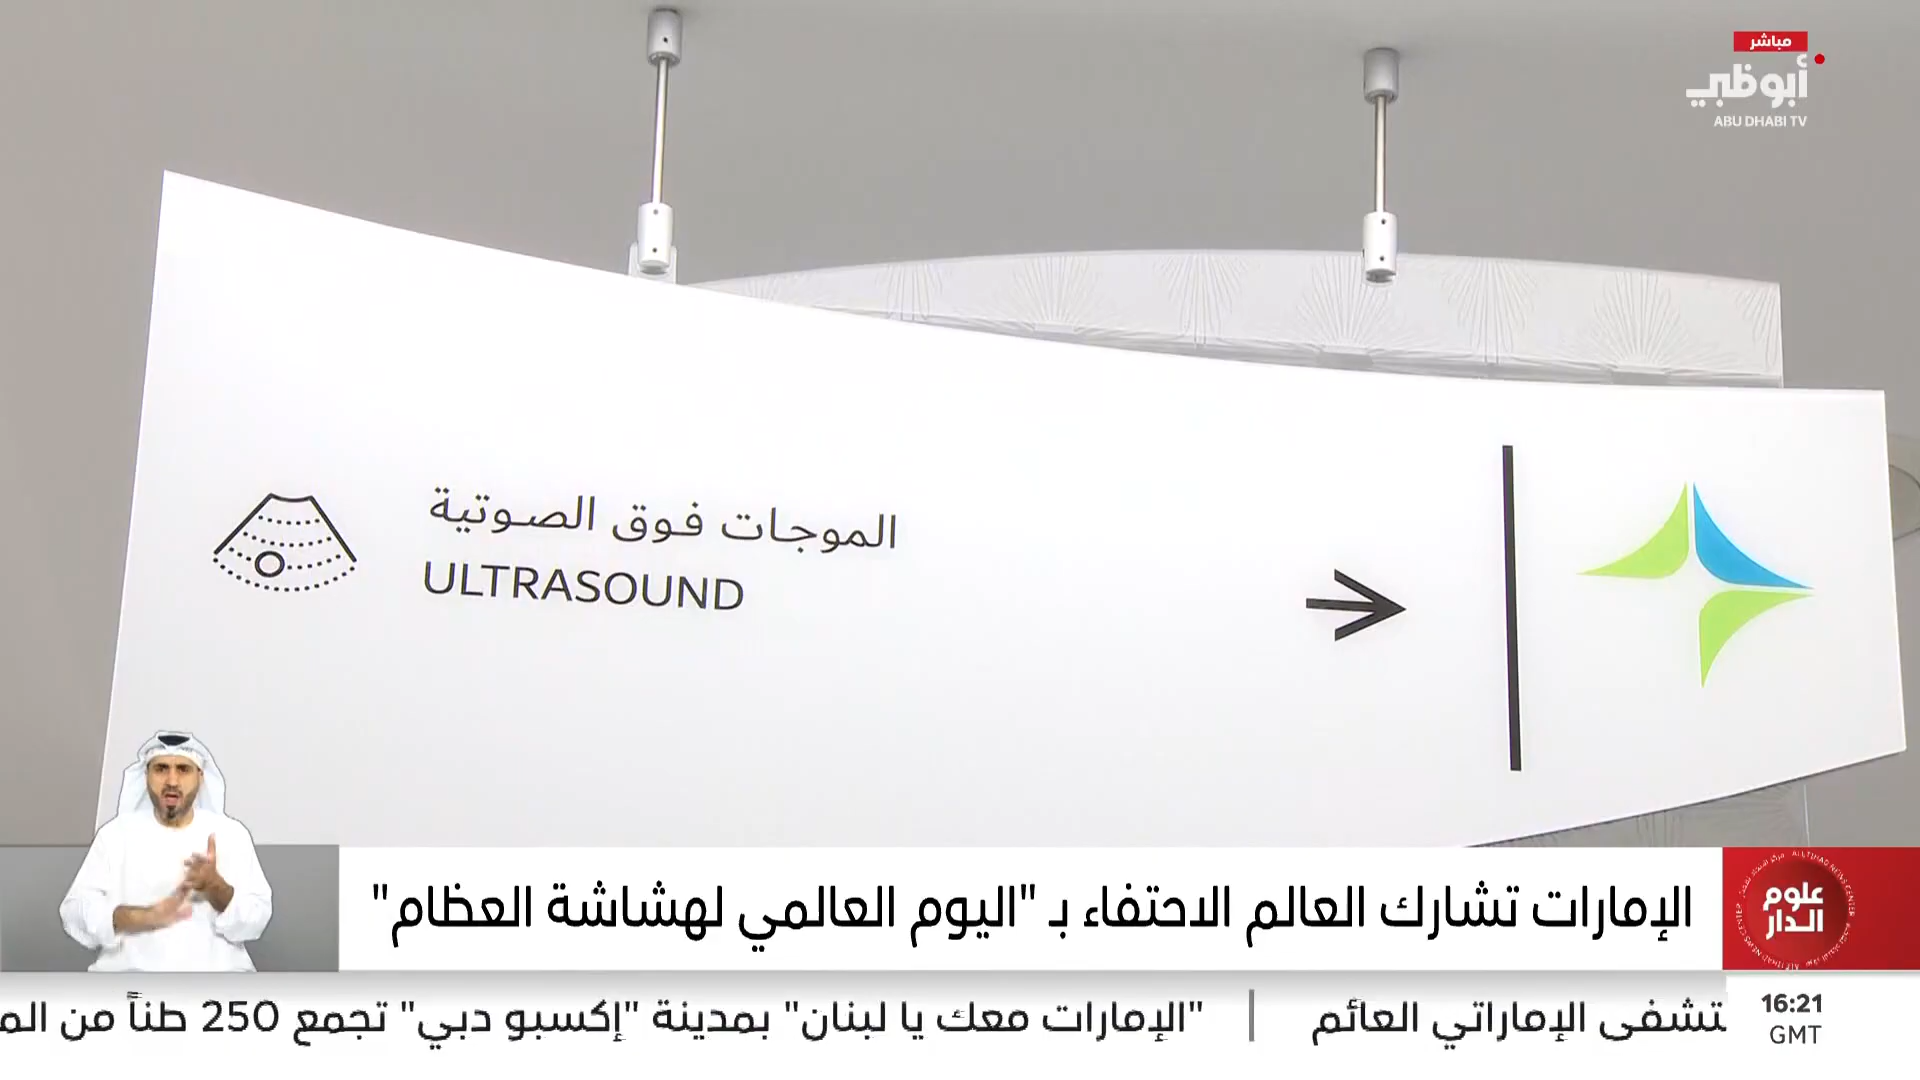 مباشر
أبوظبي
ABU DHABI TV
الموجات فوق الصوتية
ULTRASOUND
الإمارات تشارك العالم الاحتفاء بـ "اليوم العالمي لهشاشة العظام"
علوم الدار
تشفى الإماراتي العائم | "الإمارات معك يا لبنان" بمدينة "إكسبو دبي" تجمع 250 طناً من
16:21
GMT